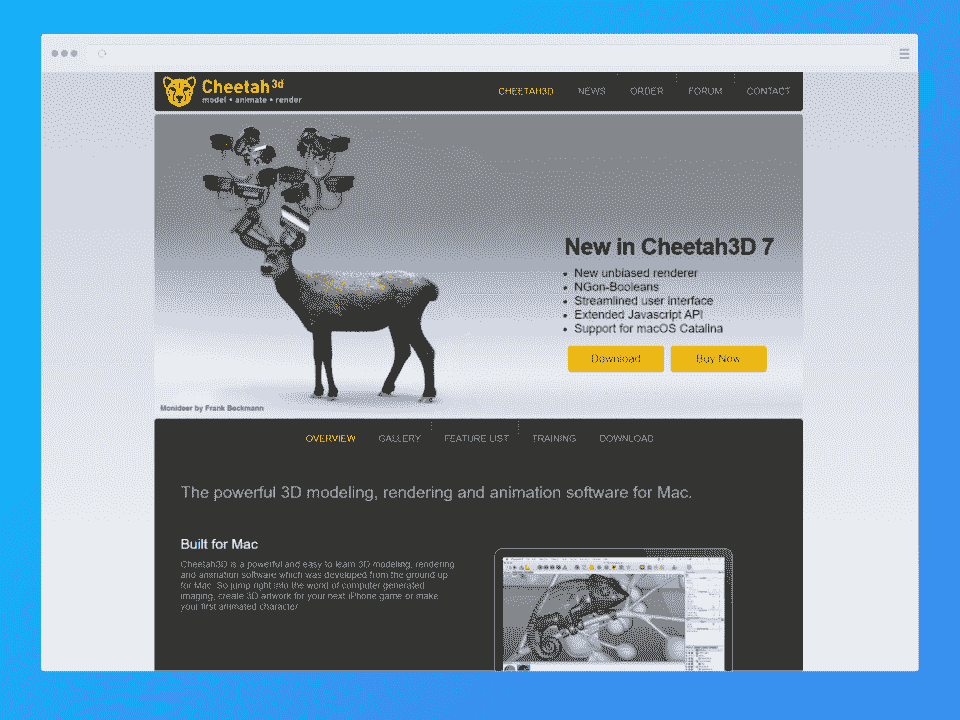 Cheetah3d
model • animate • render
CHEETAH3D NEWS ORDER FORUM CONTACT
New in Cheetah3D 7
• New unbiased renderer
• NGon-Booleans
• Streamlined user interface
• Extended Javascript API
• Support for macOS Catalina
Download Buy Now
Monideer by Frank Beckmann
OVERVIEW GALLERY FEATURE LIST TRAINING DOWNLOAD
The powerful 3D modeling, rendering and animation software for Mac.
Built for Mac
Cheetah3D is a powerful and easy to learn 3D modeling, rendering
and animation software which was developed from the ground up
for Mac. So jump right into the world of computer generated
imaging, create 3D artwork for your next iPhone game or make
your first animated character